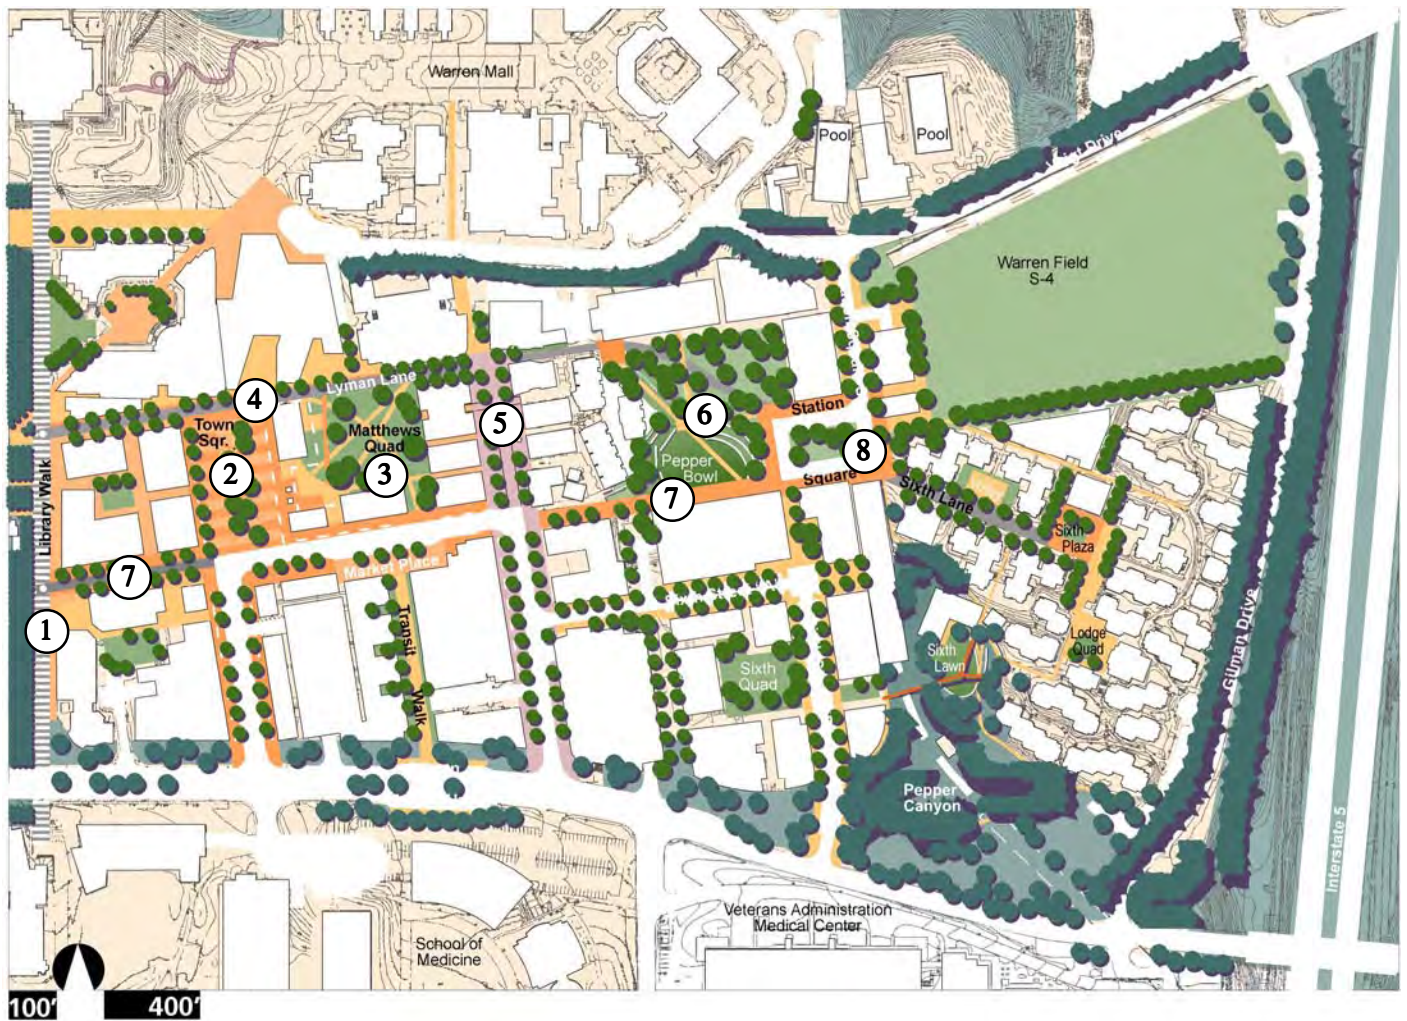 Warren Mall
Pool
Pool
Drive
Warren Field
S-4
Lyman Lane
4
5
6
Station
Town
Sqr.
Matthews
Quad
2
3
8
Pepper
Bowl
Square
7
Sixth Lane
Library Walk
Sixth
Plaza
7
Market Place
1
Transit
Walk
Sixth
Lawn
Lodge
Quad
Sixth
Quad
Gilman Drive
Pepper
Canyon
Interstate 5
Veterans Administration
Medical Center
School of
Medicine
100'
400'